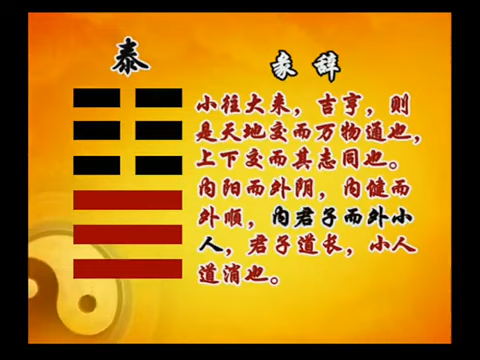 泰
彖辞
小往大来，吉亨，则
是天地交而万物通也，
上下交而其志同也。
内阳而外阴，内健而
外顺，内君子而外小
人，君子道长，小人
道消也。